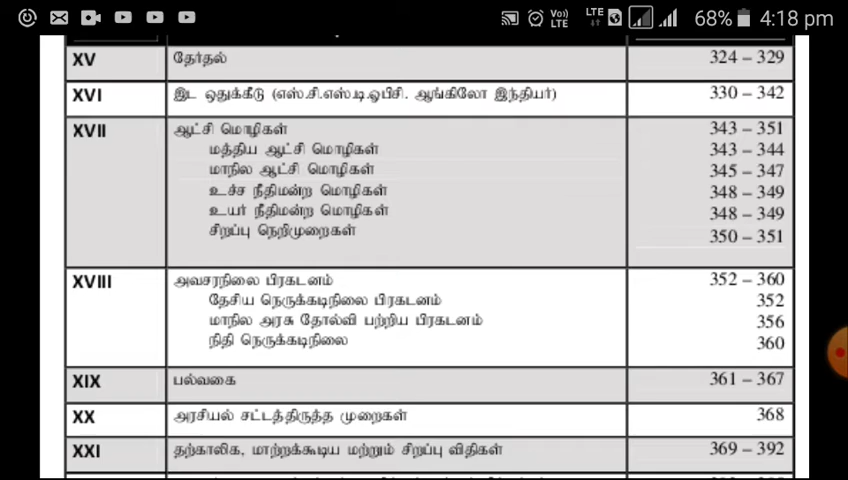 Vo) LTE LTE 68% 4:18 pm
XV தேர்தல் 324 – 329
XVI இட ஒதுக்கீடு (எஸ்.சி.எஸ்.டி.ஓபிசி. ஆங்கிலோ இந்தியர்) 330 – 342
XVII ஆட்சி மொழிகள் 343 – 351
மத்திய ஆட்சி மொழிகள் 343 – 344
மாநில ஆட்சி மொழிகள் 345 – 347
உச்ச நீதிமன்ற மொழிகள் 348 – 349
உயர் நீதிமன்ற மொழிகள் 348 – 349
சிறப்பு நெறிமுறைகள் 350 – 351
XVIII அவசரநிலை பிரகடனம் 352 – 360
தேசிய நெருக்கடிநிலை பிரகடனம் 352
மாநில அரசு தோல்வி பற்றிய பிரகடனம் 356
நிதி நெருக்கடிநிலை 360
XIX பல்வகை 361 – 367
XX அரசியல் சட்டத்திருத்த முறைகள் 368
XXI தற்காலிக, மாற்றக்கூடிய மற்றும் சிறப்பு விதிகள் 369 – 392